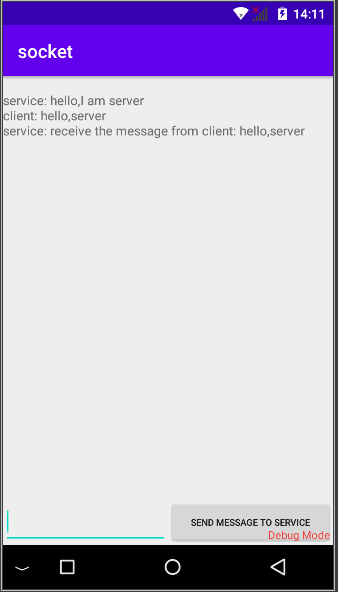 14:11
socket
service: hello,I am server
client: hello,server
service: receive the message from client: hello,server
SEND MESSAGE TO SERVICE
Debug Mode